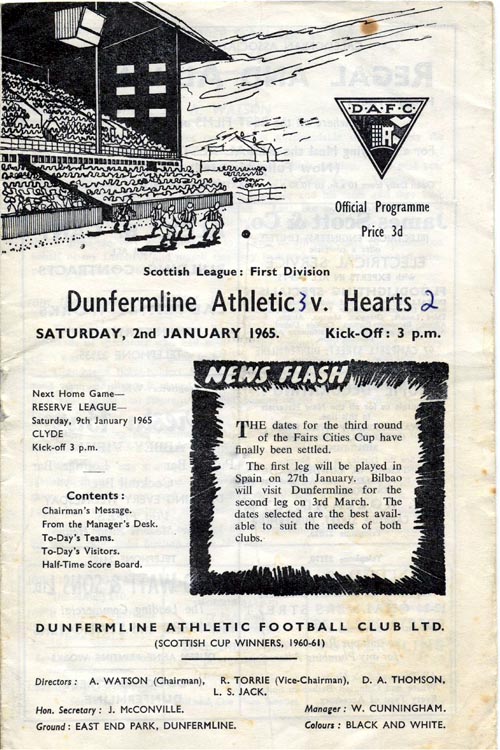 D.A.F.C
Official Programme
Price 3d
Scottish League: First Division
Dunfermline Athletic 3 v. Hearts 2
SATURDAY, 2nd JANUARY 1965. Kick-Off: 3 p.m.
Next Home Game—
RESERVE LEAGUE—
Saturday, 9th January 1965
CLYDE
Kick-off 3 p.m.
Contents:
Chairman's Message.
From the Manager's Desk.
To-Day's Teams.
To-Day's Visitors.
Half-Time Score Board.
NEWS FLASH
THE dates for the third round
of the Fairs Cities Cup have
finally been settled.
The first leg will be played in
Spain on 27th January. Bilbao
will visit Dunfermline for the
second leg on 3rd March. The
dates selected are the best avail-
able to suit the needs of both
clubs.
DUNFERMLINE ATHLETIC FOOTBALL CLUB LTD.
(SCOTTISH CUP WINNERS, 1960-61)
Directors: A. WATSON (Chairman), R. TORRIE (Vice-Chairman), D. A. THOMSON,
L. S. JACK.
Hon. Secretary: J. McCONVILLE. Manager: W. CUNNINGHAM.
Ground: EAST END PARK, DUNFERMLINE. Colours: BLACK AND WHITE.